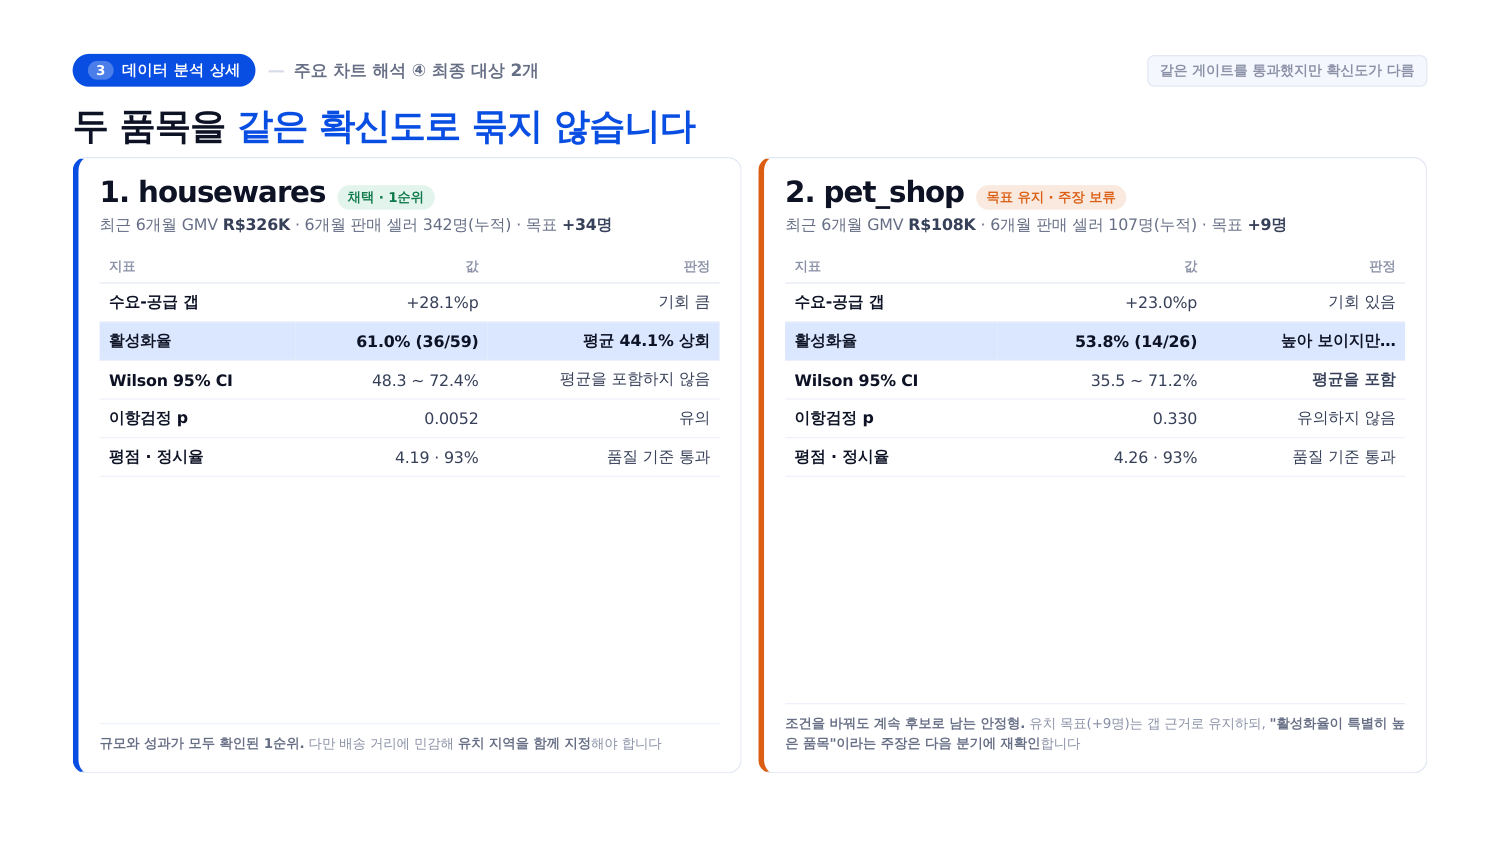 3 데이터 분석 상세 — 주요 차트 해석 ④ 최종 대상 2개
같은 게이트를 통과했지만 확신도가 다름
두 품목을 같은 확신도로 묶지 않습니다
1. housewares 채택 · 1순위
최근 6개월 GMV R$326K · 6개월 판매 셀러 342명(누적) · 목표 +34명
지표 값 판정
수요-공급 갭 +28.1%p 기회 큼
활성화율 61.0% (36/59) 평균 44.1% 상회
Wilson 95% CI 48.3 ~ 72.4% 평균을 포함하지 않음
이항검정 p 0.0052 유의
평점 · 정시율 4.19 · 93% 품질 기준 통과
규모와 성과가 모두 확인된 1순위. 다만 배송 거리에 민감해 유치 지역을 함께 지정해야 합니다
2. pet_shop 목표 유지 · 주장 보류
최근 6개월 GMV R$108K · 6개월 판매 셀러 107명(누적) · 목표 +9명
지표 값 판정
수요-공급 갭 +23.0%p 기회 있음
활성화율 53.8% (14/26) 높아 보이지만…
Wilson 95% CI 35.5 ~ 71.2% 평균을 포함
이항검정 p 0.330 유의하지 않음
평점 · 정시율 4.26 · 93% 품질 기준 통과
조건을 바꿔도 계속 후보로 남는 안정형. 유치 목표(+9명)는 갭 근거로 유지하되, "활성화율이 특별히 높
은 품목"이라는 주장은 다음 분기에 재확인합니다